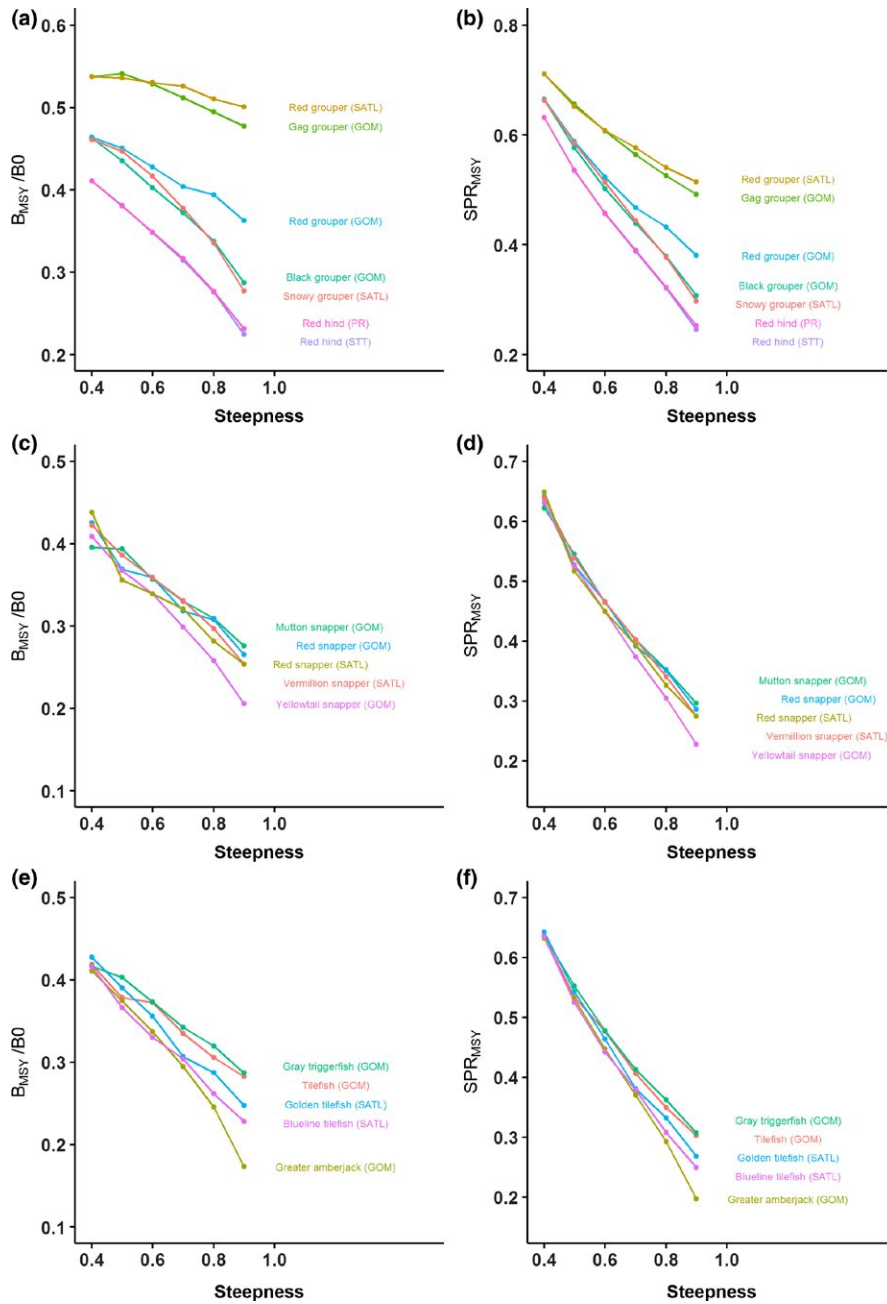 (a)
0.6
0.5
0.4
0.3
0.2
B_MSY /B0
Red grouper (SATL)
Gag grouper (GOM)
Red grouper (GOM)
Black grouper (GOM)
Snowy grouper (SATL)
Red hind (PR)
Red hind (STT)
0.4 0.6 0.8 1.0
Steepness
(b)
0.8
0.6
0.4
0.2
SPR_MSY
Red grouper (SATL)
Gag grouper (GOM)
Red grouper (GOM)
Black grouper (GOM)
Snowy grouper (SATL)
Red hind (PR)
Red hind (STT)
0.4 0.6 0.8 1.0
Steepness
(c)
0.5
0.4
0.3
0.2
0.1
B_MSY /B0
Mutton snapper (GOM)
Red snapper (GOM)
Red snapper (SATL)
Vermillion snapper (SATL)
Yellowtail snapper (GOM)
0.4 0.6 0.8 1.0
Steepness
(d)
0.7
0.6
0.5
0.4
0.3
0.2
SPR_MSY
Mutton snapper (GOM)
Red snapper (GOM)
Red snapper (SATL)
Vermillion snapper (SATL)
Yellowtail snapper (GOM)
0.4 0.6 0.8 1.0
Steepness
(e)
0.5
0.4
0.3
0.2
0.1
B_MSY /B0
Gray triggerfish (GOM)
Tilefish (GOM)
Golden tilefish (SATL)
Blueline tilefish (SATL)
Greater amberjack (GOM)
0.4 0.6 0.8 1.0
Steepness
(f)
0.7
0.6
0.5
0.4
0.3
0.2
SPR_MSY
Gray triggerfish (GOM)
Tilefish (GOM)
Golden tilefish (SATL)
Blueline tilefish (SATL)
Greater amberjack (GOM)
0.4 0.6 0.8 1.0
Steepness